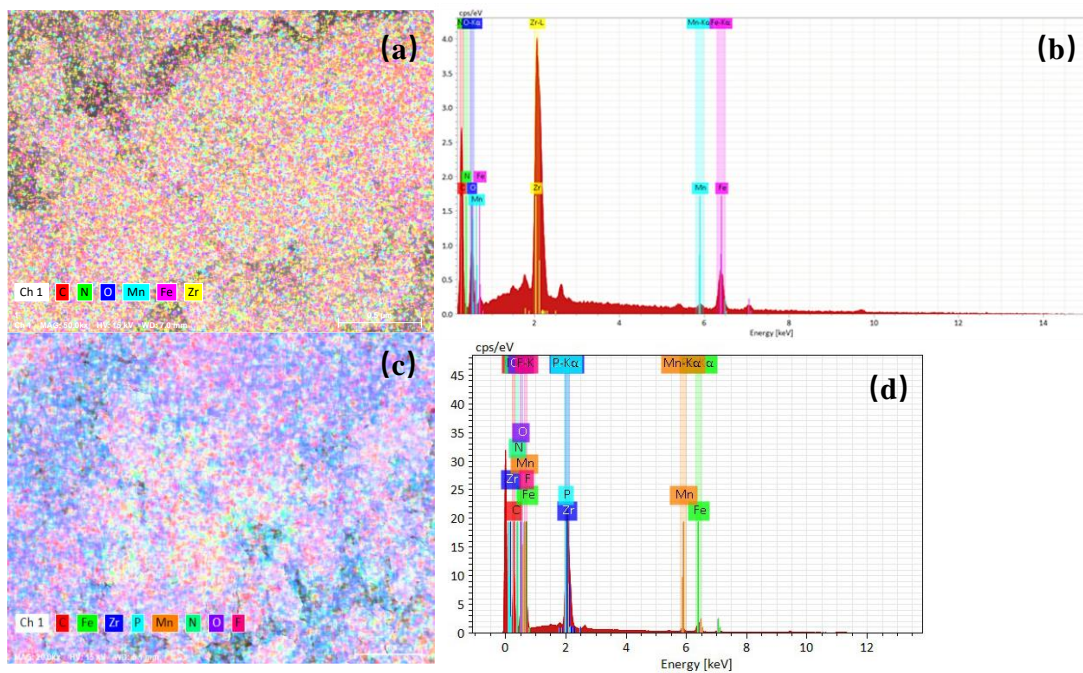 (a)
Ch 1 C N O Mn Fe Zr
(b)
cps/eV
N O-Kα Zr-L Mn-Kα Fe-Kα
4.0
3.5
3.0
2.5
2.0
1.5
1.0
0.5
0.0
N Fe
C O Zr Mn Fe
Mn
2 4 6 8 10 12 14
Energy [keV]
(c)
Ch 1 C Fe Zr P Mn N O F
(d)
cps/eV
F-K P-Kα Mn-Kα α
45
40
35
30
25
20
15
10
5
0
O
N
Mn
Zr F
Fe P Mn
C Zr Fe
0 2 4 6 8 10 12
Energy [keV]